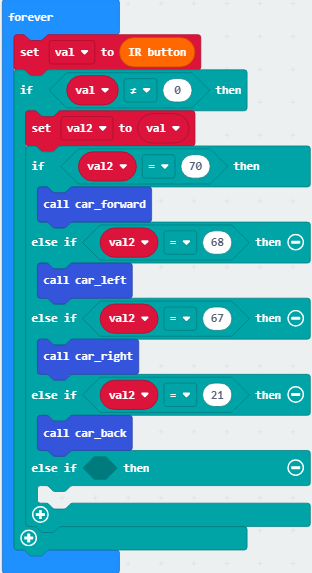 forever
set val to IR button
if val ≠ 0 then
set val2 to val
if val2 = 70 then
call car_forward
else if val2 = 68 then
call car_left
else if val2 = 67 then
call car_right
else if val2 = 21 then
call car_back
else if then